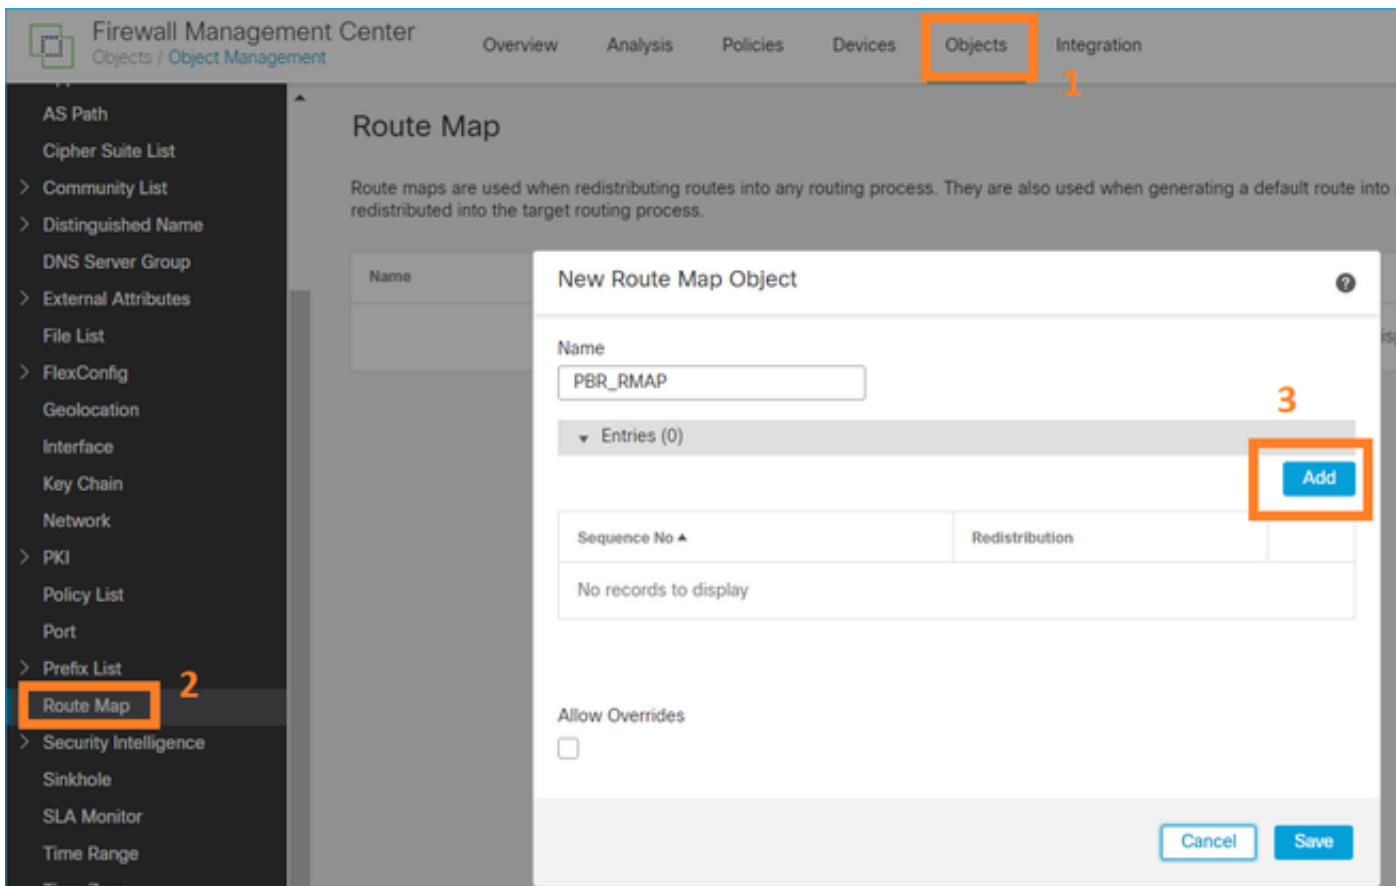 Firewall Management Center
Objects / Object Management
Overview
Analysis
Policies
Devices
Objects
Integration
1
AS Path
Cipher Suite List
Community List
Distinguished Name
DNS Server Group
External Attributes
File List
FlexConfig
Geolocation
Interface
Key Chain
Network
PKI
Policy List
Port
Prefix List
2
Route Map
Security Intelligence
Sinkhole
SLA Monitor
Time Range
Route Map
Route maps are used when redistributing routes into any routing process. They are also used when generating a default route into
redistributed into the target routing process.
Name
New Route Map Object
Name
PBR_RMAP
3
Entries (0)
Add
Sequence No
Redistribution
No records to display
Allow Overrides
Cancel
Save